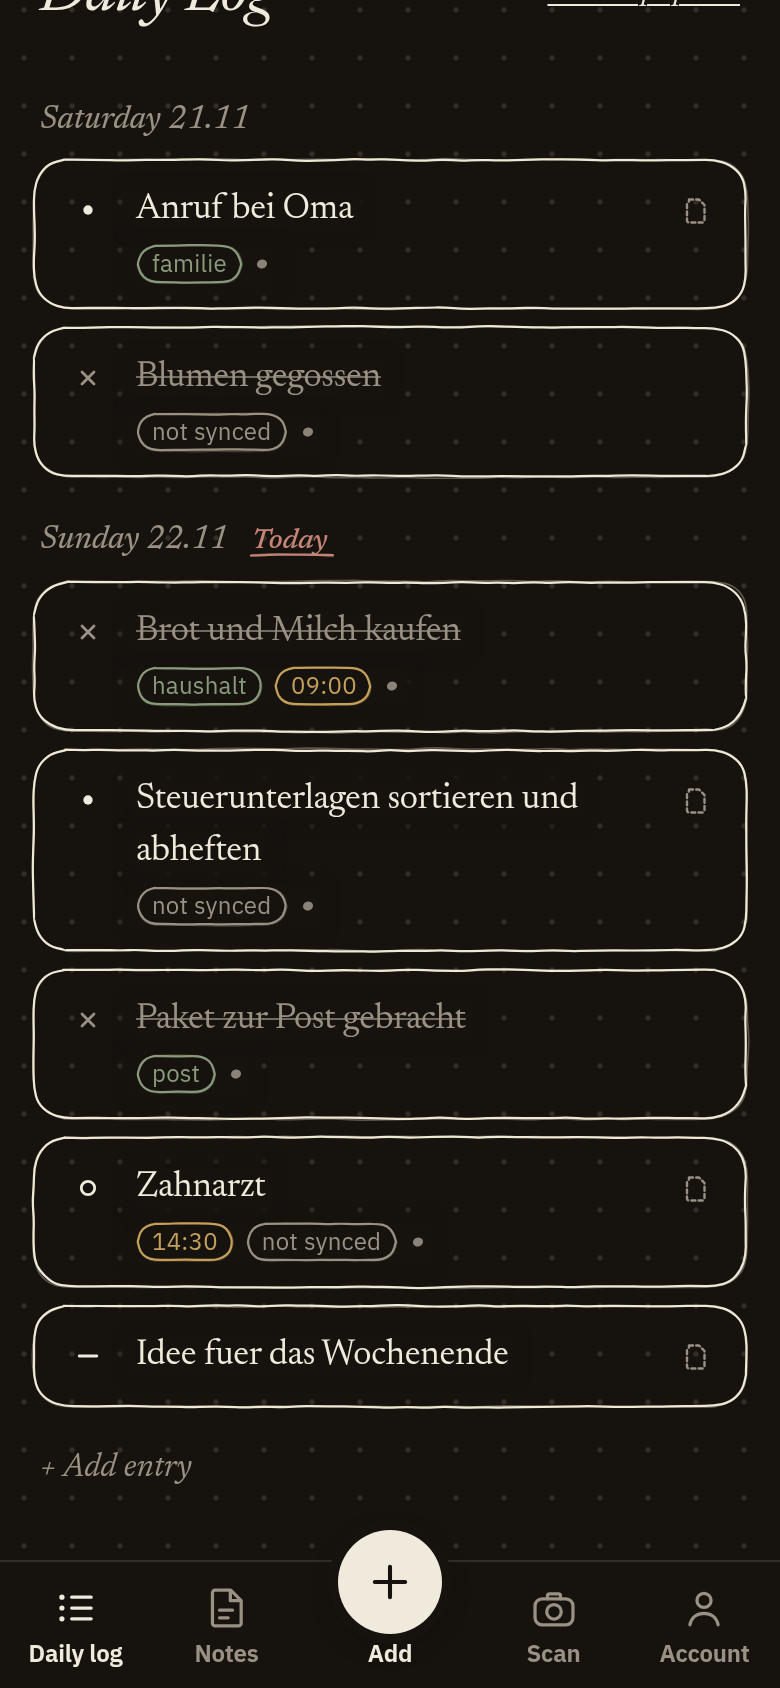 Daily Log
Saturday 21.11
• Anruf bei Oma
familie •
× Blumen gegossen
not synced •
Sunday 22.11 Today
× Brot und Milch kaufen
haushalt 09:00 •
• Steuerunterlagen sortieren und
abheften
not synced •
× Paket zur Post gebracht
post •
Zahnarzt
14:30 not synced •
– Idee fuer das Wochenende
+ Add entry
Daily log Notes Add Scan Account